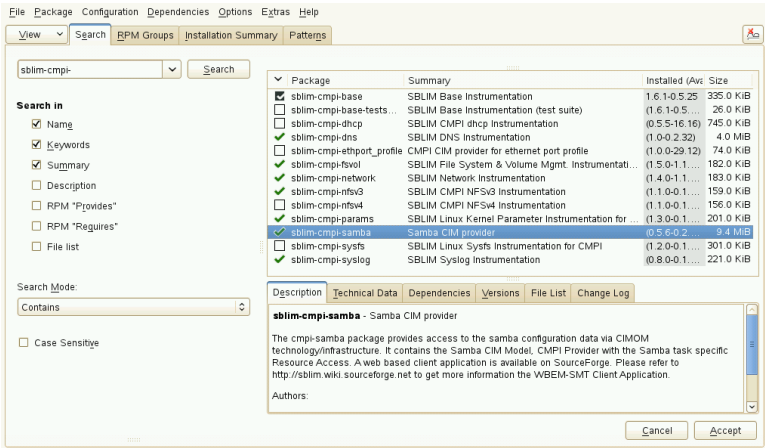 File Package Configuration Dependencies Options Extras Help
View Search RPM Groups Installation Summary Patterns
sblim-cmpi- Search
Search in
Name
Keywords
Summary
Description
RPM "Provides"
RPM "Requires"
File list
Search Mode:
Contains
Case Sensitive
Package Summary Installed (Ava Size
sblim-cmpi-base SBLIM Base Instrumentation 1.6.1-0.5.25 335.0 KiB
sblim-cmpi-base-tests... SBLIM Base Instrumentation (test suite) (1.6.1-0.5.... 26.0 KiB
sblim-cmpi-dhcp SBLIM CMPI dhcp Instrumentation (0.5.5-16.16) 745.0 KiB
sblim-cmpi-dns SBLIM DNS Instrumentation (1.0-0.2.32) 4.0 MiB
sblim-cmpi-ethport_profile CMPI CIM provider for ethernet port profile (1.0.0-29.12) 74.0 KiB
sblim-cmpi-fsvol SBLIM File System & Volume Mgmt. Instrumentati... (1.5.0-1.1.... 182.0 KiB
sblim-cmpi-network SBLIM Network Instrumentation (1.4.0-1.1.... 183.0 KiB
sblim-cmpi-nfsv3 SBLIM CMPI NFSv3 Instrumentation (1.1.0-0.1.... 159.0 KiB
sblim-cmpi-nfsv4 SBLIM CMPI NFSv4 Instrumentation (1.1.0-0.1.... 156.0 KiB
sblim-cmpi-params SBLIM Linux Kernel Parameter Instrumentation for ... (1.3.0-0.1.... 201.0 KiB
sblim-cmpi-samba Samba CIM provider (0.5.6-0.2.... 9.4 MiB
sblim-cmpi-sysfs SBLIM Linux Sysfs Instrumentation for CMPI (1.2.0-0.1.... 301.0 KiB
sblim-cmpi-syslog SBLIM Syslog Instrumentation (0.8.0-0.1.... 221.0 KiB
Description Technical Data Dependencies Versions File List Change Log
sblim-cmpi-samba - Samba CIM provider
The cmpi-samba package provides access to the samba configuration data via CIMOM
technology/infrastructure. It contains the Samba CIM Model, CMPI Provider with the Samba task specific
Resource Access. A web based client application is available on SourceForge. Please refer to
http://sblim.wiki.sourceforge.net to get more information the WBEM-SMT Client Application.
Authors:
Cancel Accept